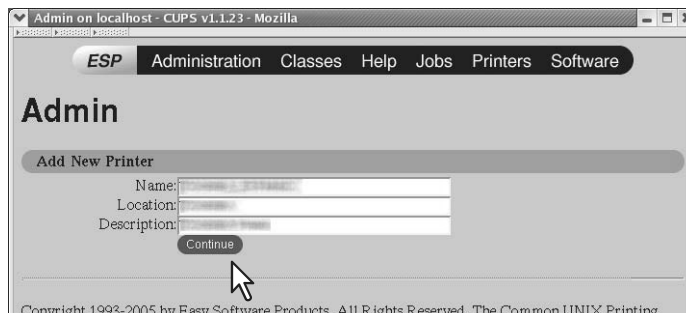 Admin on localhost - CUPS v1.1.23 - Mozilla
ESP Administration Classes Help Jobs Printers Software
Admin
Add New Printer
Name:
Location:
Description:
Continue
Copyright 1993-2005 by Easy Software Products, All Rights Reserved. The Common UNIX Printing